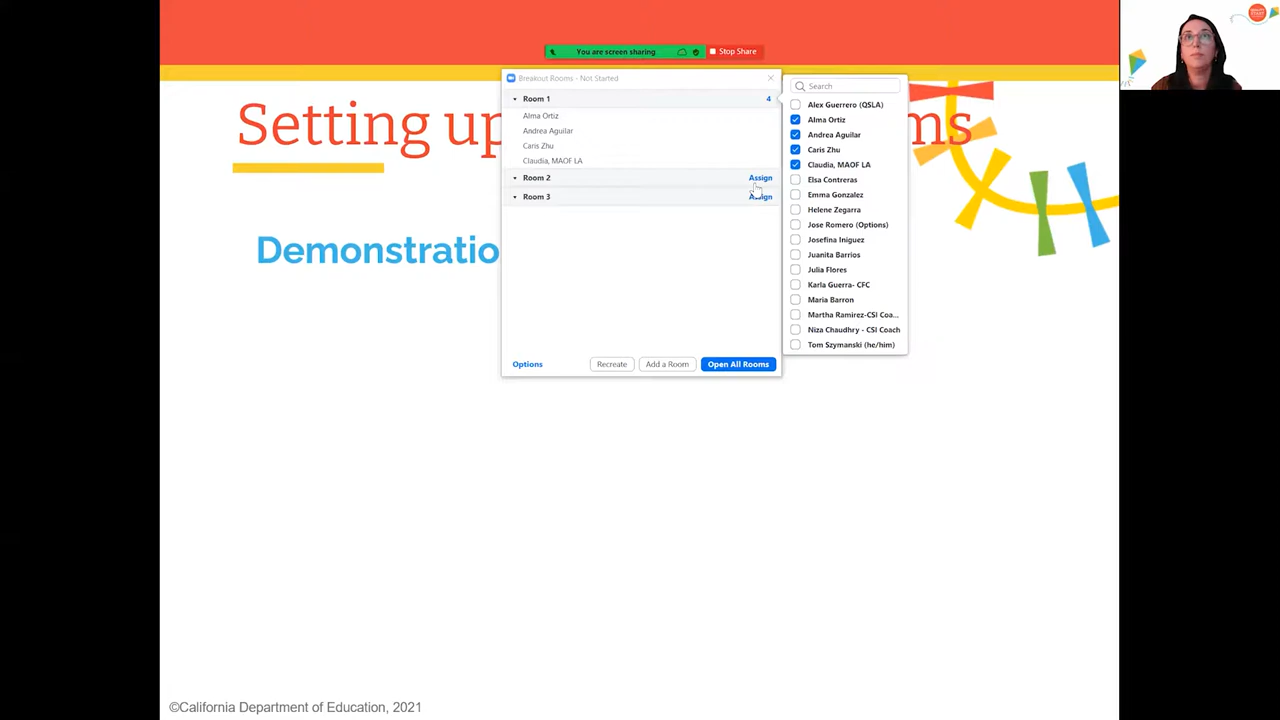 You are screen sharing
Stop Share
Breakout Rooms - Not Started
Room 1
4
Alma Ortiz
Andrea Aguilar
Caris Zhu
Claudia, MAOF LA
Room 2
Assign
Room 3
Assign
Options
Recreate
Add a Room
Open All Rooms
Search
Alex Guerrero (QSLA)
Alma Ortiz
Andrea Aguilar
Caris Zhu
Claudia, MAOF LA
Elsa Contreras
Emma Gonzalez
Helene Zegarra
Jose Romero (Options)
Josefina Iniguez
Juanita Barrios
Julia Flores
Karla Guerra- CFC
Maria Barron
Martha Ramirez-CSI Coa...
Niza Chaudhry - CSI Coach
Tom Szymanski (he/him)
Setting up ms
Demonstratio
©California Department of Education, 2021